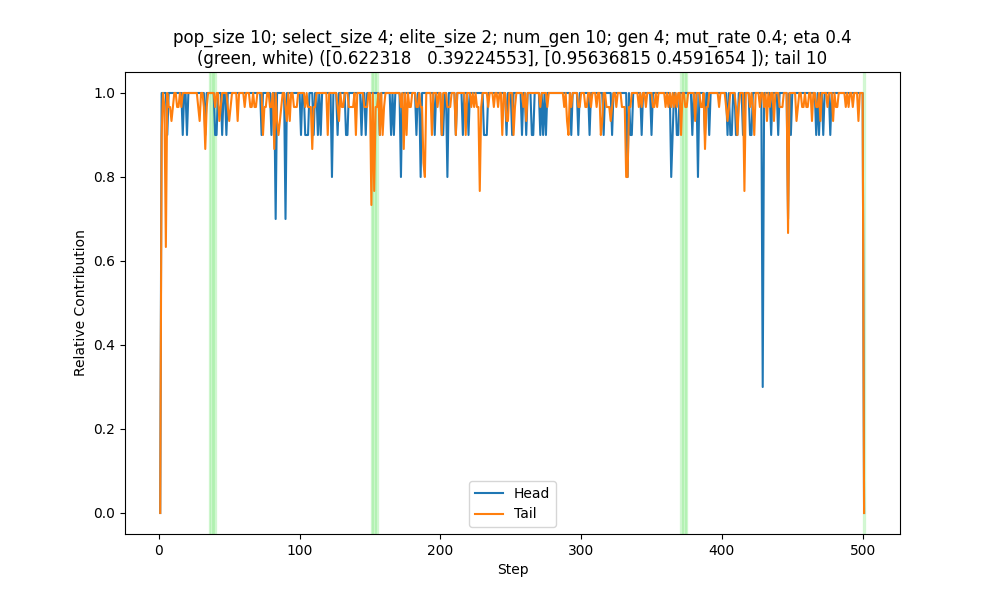 pop_size 10; select_size 4; elite_size 2; num_gen 10; gen 4; mut_rate 0.4; eta 0.4
(green, white) ([0.622318   0.39224553], [0.95636815 0.4591654 ]); tail 10
Relative Contribution
1.0
0.8
0.6
0.4
0.2
0.0
Head
Tail
0
100
200
300
400
500
Step